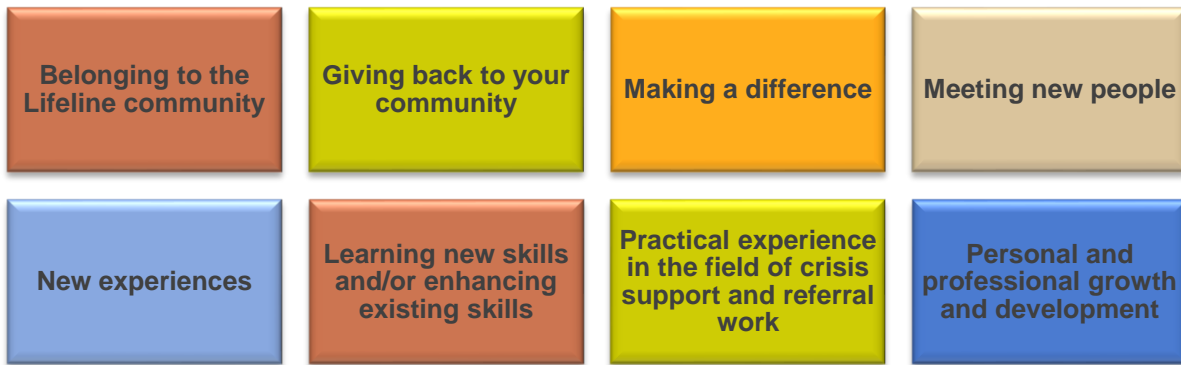 Belonging to the
Lifeline community
Giving back to your
community
Making a difference
Meeting new people
New experiences
Learning new skills
and/or enhancing
existing skills
Practical experience
in the field of crisis
support and referral
work
Personal and
professional growth
and development